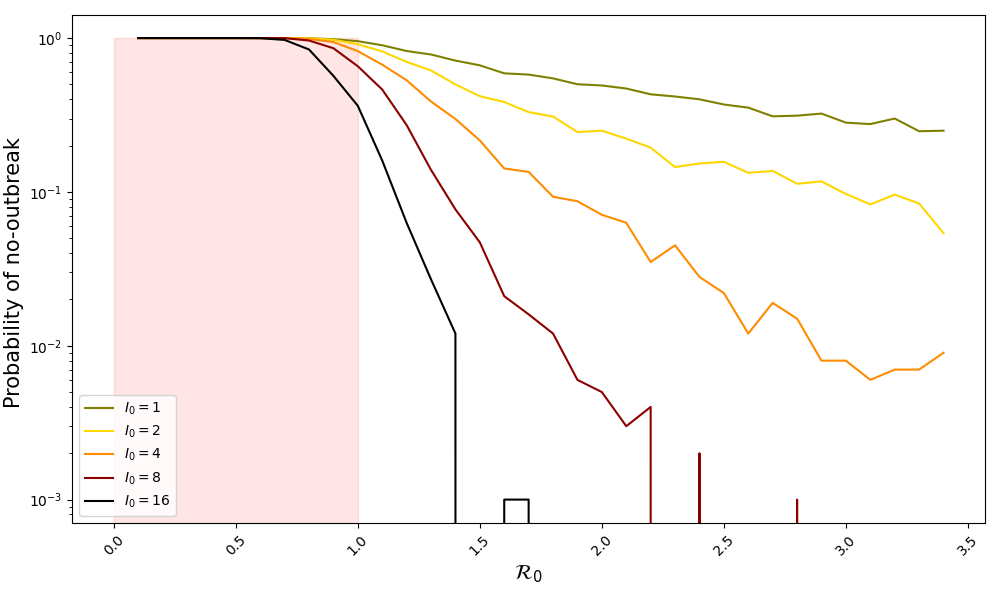 Probability of no-outbreak
10⁰
10⁻¹
10⁻²
10⁻³
I₀ = 1
I₀ = 2
I₀ = 4
I₀ = 8
I₀ = 16
0.0 0.5 1.0 1.5 2.0 2.5 3.0 3.5
ℛ₀